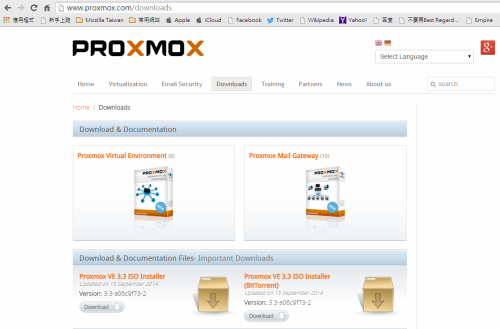 www.proxmox.com/downloads
應用程式 新手上路 Mozilla Taiwan 常用網站 Apple iCloud Facebook Twitter Wikipedia Yahoo! 百度 不要再Best Regard... Empire
PROXMOX
Select Language
Home Virtualization Email Security Downloads Training Partners News About us search...
Home | Downloads
Download & Documentation
Proxmox Virtual Environment (6)
Proxmox Mail Gateway (10)
PROXMOX
PROXMOX
Download & Documentation Files- Important Downloads
Proxmox VE 3.3 ISO Installer
Updated on 15 September 2014
Version: 3.3-a06c9f73-2
Download
Proxmox VE 3.3 ISO Installer
(BitTorrent)
Updated on 15 September 2014
Version: 3.3-a06c9f73-2
Download